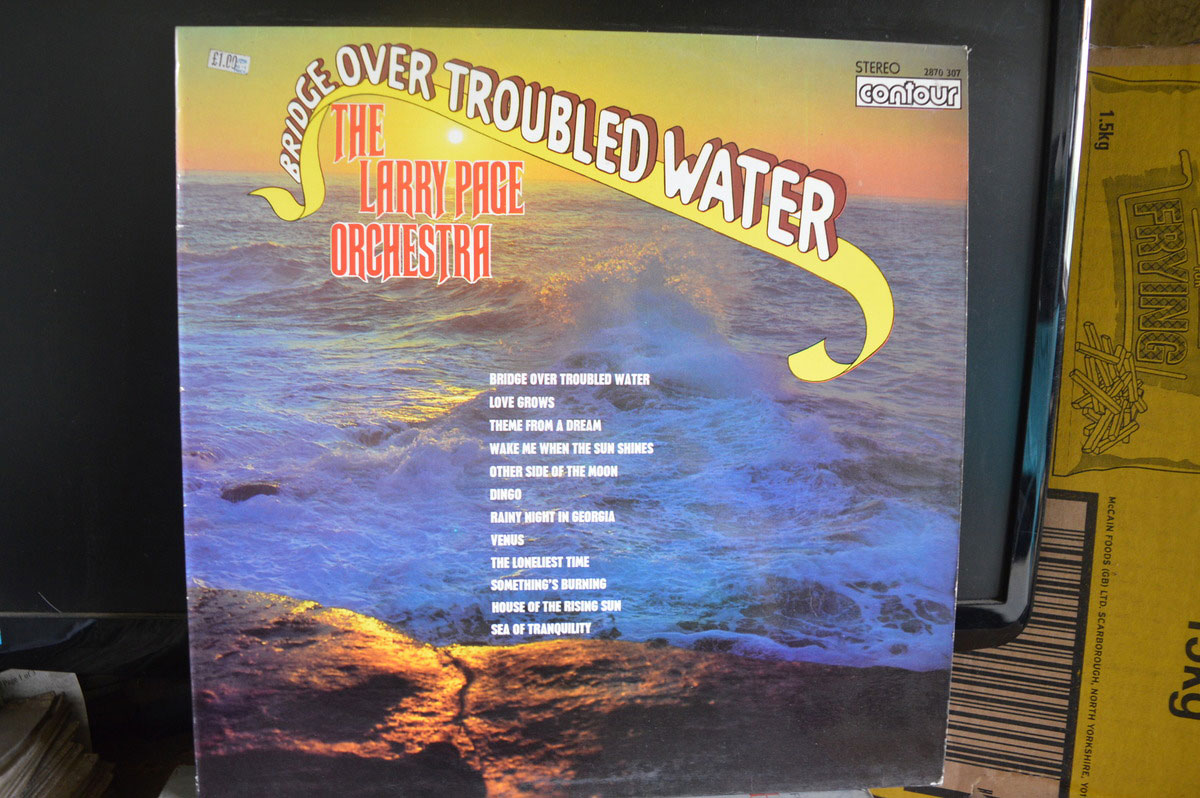 £1.00
BRIDGE OVER TROUBLED WATER
THE
LARRY PAGE
ORCHESTRA
STEREO 2870 307
contour
BRIDGE OVER TROUBLED WATER
LOVE GROWS
THEME FROM A DREAM
WAKE ME WHEN THE SUN SHINES
OTHER SIDE OF THE MOON
DINGO
RAINY NIGHT IN GEORGIA
VENUS
THE LONELIEST TIME
SOMETHING'S BURNING
HOUSE OF THE RISING SUN
SEA OF TRANQUILITY
1.5kg
FRYING
McCAIN FOODS (GB) LTD, SCARBOROUGH, NORTH YORKSHIRE, YO1